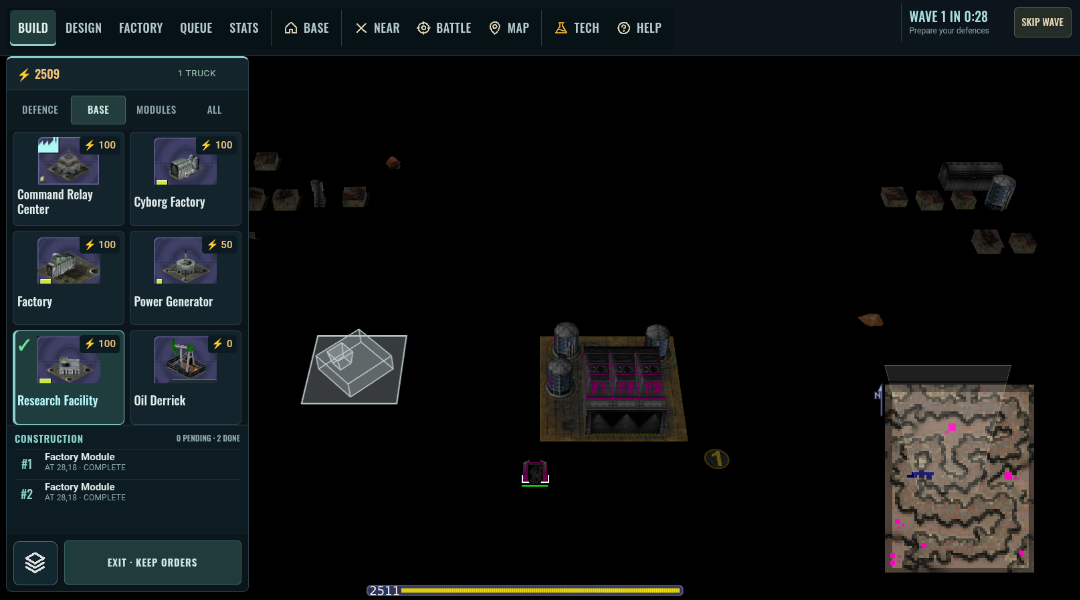 BUILD DESIGN FACTORY QUEUE STATS BASE NEAR BATTLE MAP TECH HELP
WAVE 1 IN 0:28
Prepare your defences
SKIP WAVE
2509
1 TRUCK
DEFENCE BASE MODULES ALL
100
Command Relay
Center
100
Cyborg Factory
100
Factory
50
Power Generator
100
Research Facility
0
Oil Derrick
CONSTRUCTION
0 PENDING · 2 DONE
#1
Factory Module
AT 28,18 · COMPLETE
#2
Factory Module
AT 28,18 · COMPLETE
EXIT · KEEP ORDERS
1
N
2511